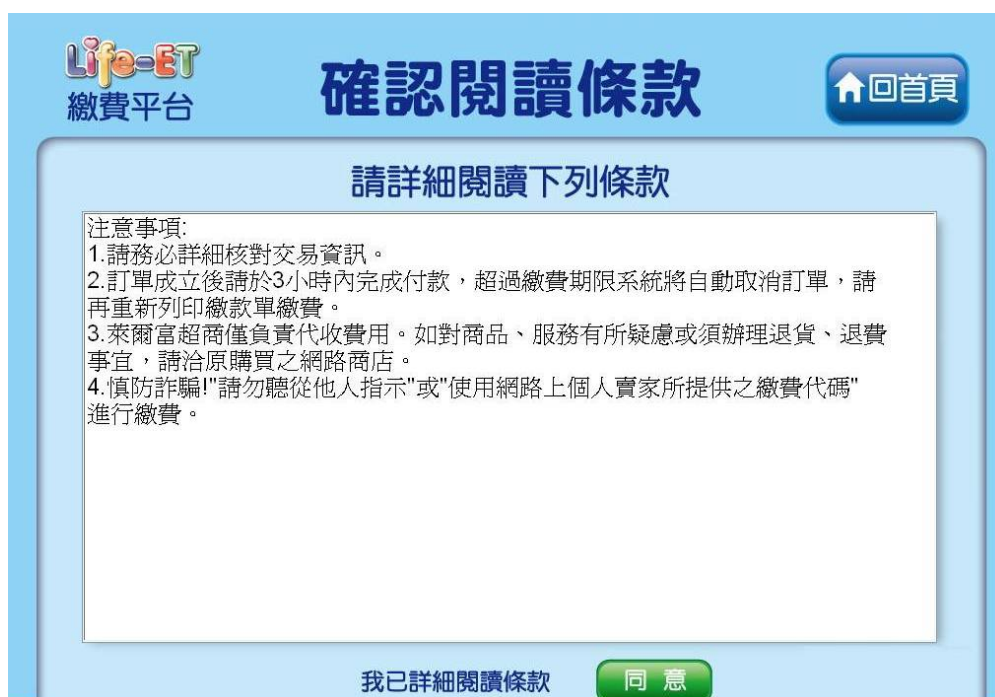 Life-ET
繳費平台
確認閱讀條款
回首頁
請詳細閱讀下列條款
注意事項:
1.請務必詳細核對交易資訊。
2.訂單成立後請於3小時內完成付款，超過繳費期限系統將自動取消訂單，請
再重新列印繳款單繳費。
3.萊爾富超商僅負責代收費用。如對商品、服務有所疑慮或須辦理退貨、退費
事宜，請洽原購買之網路商店。
4.慎防詐騙!"請勿聽從他人指示"或"使用網路上個人賣家所提供之繳費代碼"
進行繳費。
我已詳細閱讀條款
同意